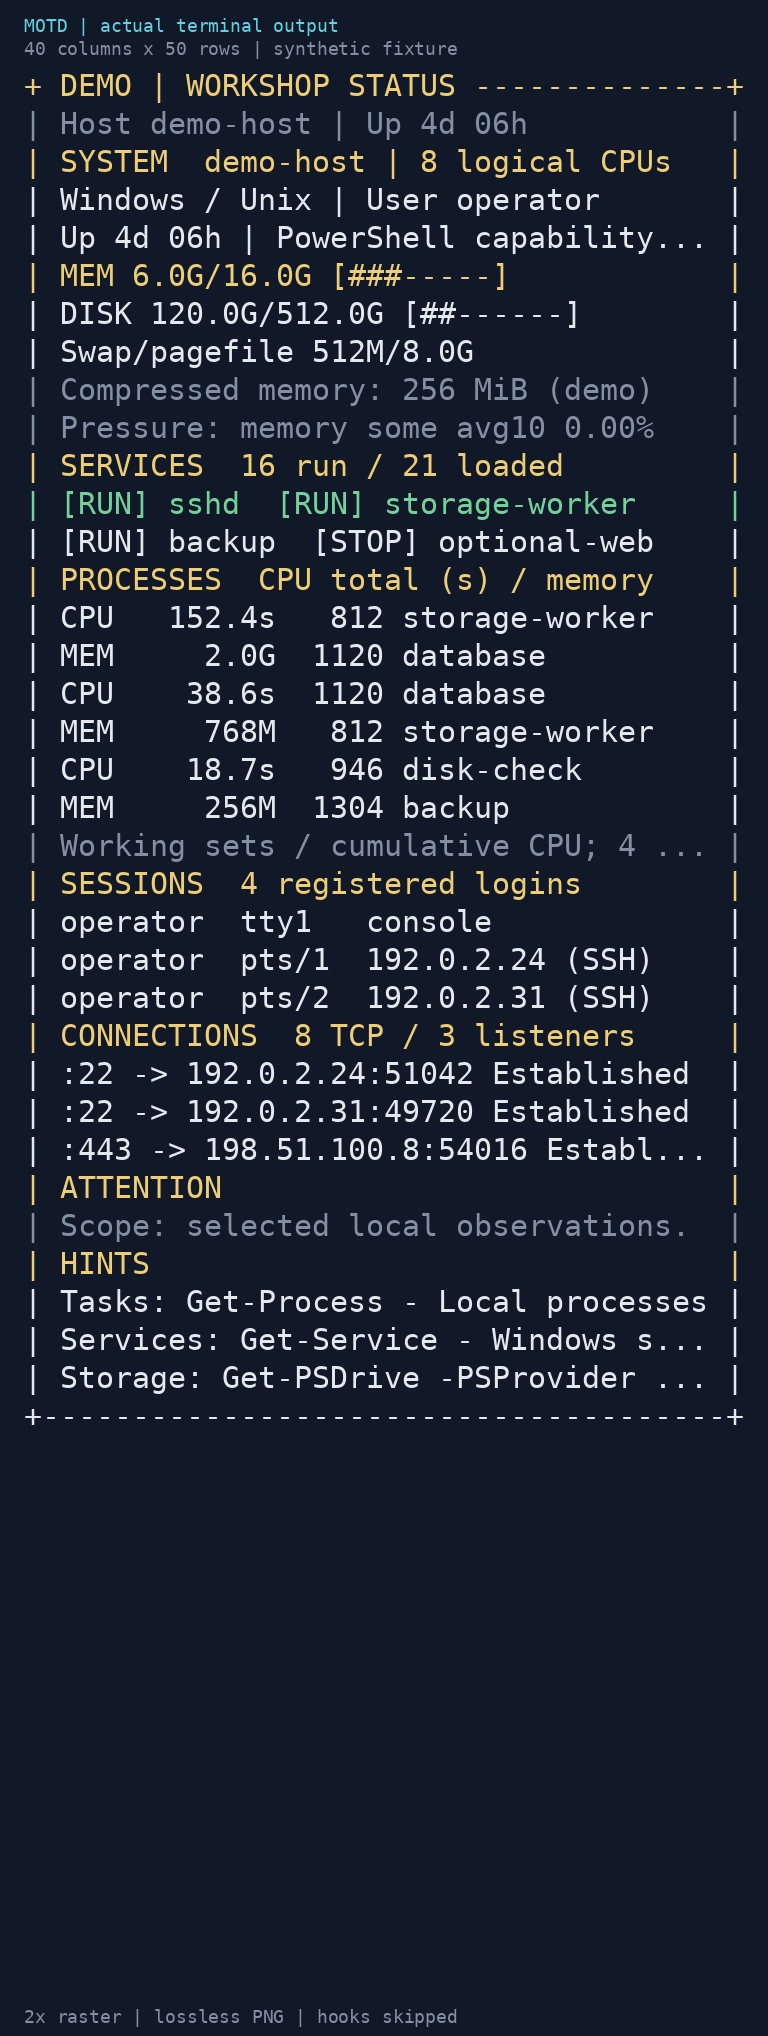 MOTD | actual terminal output
40 columns x 50 rows | synthetic fixture
+ DEMO | WORKSHOP STATUS --------------+
| Host demo-host | Up 4d 06h           |
| SYSTEM  demo-host | 8 logical CPUs   |
| Windows / Unix | User operator       |
| Up 4d 06h | PowerShell capability... |
| MEM 6.0G/16.0G [###-----]            |
| DISK 120.0G/512.0G [##------]        |
| Swap/pagefile 512M/8.0G              |
| Compressed memory: 256 MiB (demo)    |
| Pressure: memory some avg10 0.00%    |
| SERVICES  16 run / 21 loaded         |
| [RUN] sshd  [RUN] storage-worker     |
| [RUN] backup  [STOP] optional-web    |
| PROCESSES  CPU total (s) / memory    |
| CPU   152.4s   812 storage-worker    |
| MEM     2.0G  1120 database          |
| CPU    38.6s  1120 database          |
| MEM     768M   812 storage-worker    |
| CPU    18.7s   946 disk-check        |
| MEM     256M  1304 backup            |
| Working sets / cumulative CPU; 4 ... |
| SESSIONS  4 registered logins        |
| operator  tty1   console             |
| operator  pts/1  192.0.2.24 (SSH)    |
| operator  pts/2  192.0.2.31 (SSH)    |
| CONNECTIONS  8 TCP / 3 listeners     |
| :22 -> 192.0.2.24:51042 Established  |
| :22 -> 192.0.2.31:49720 Established  |
| :443 -> 198.51.100.8:54016 Establ... |
| ATTENTION                            |
| Scope: selected local observations.  |
| HINTS                                |
| Tasks: Get-Process - Local processes |
| Services: Get-Service - Windows s... |
| Storage: Get-PSDrive -PSProvider ... |
+--------------------------------------+
2x raster | lossless PNG | hooks skipped